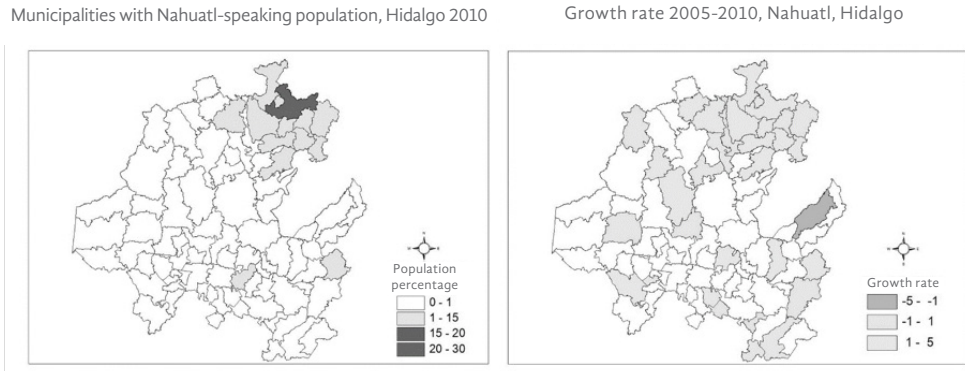 Municipalities with Nahuatl-speaking population, Hidalgo 2010
Population
percentage
0 - 1
1 - 15
15 - 20
20 - 30
Growth rate 2005-2010, Nahuatl, Hidalgo
Growth rate
-5 - -1
-1 - 1
1 - 5